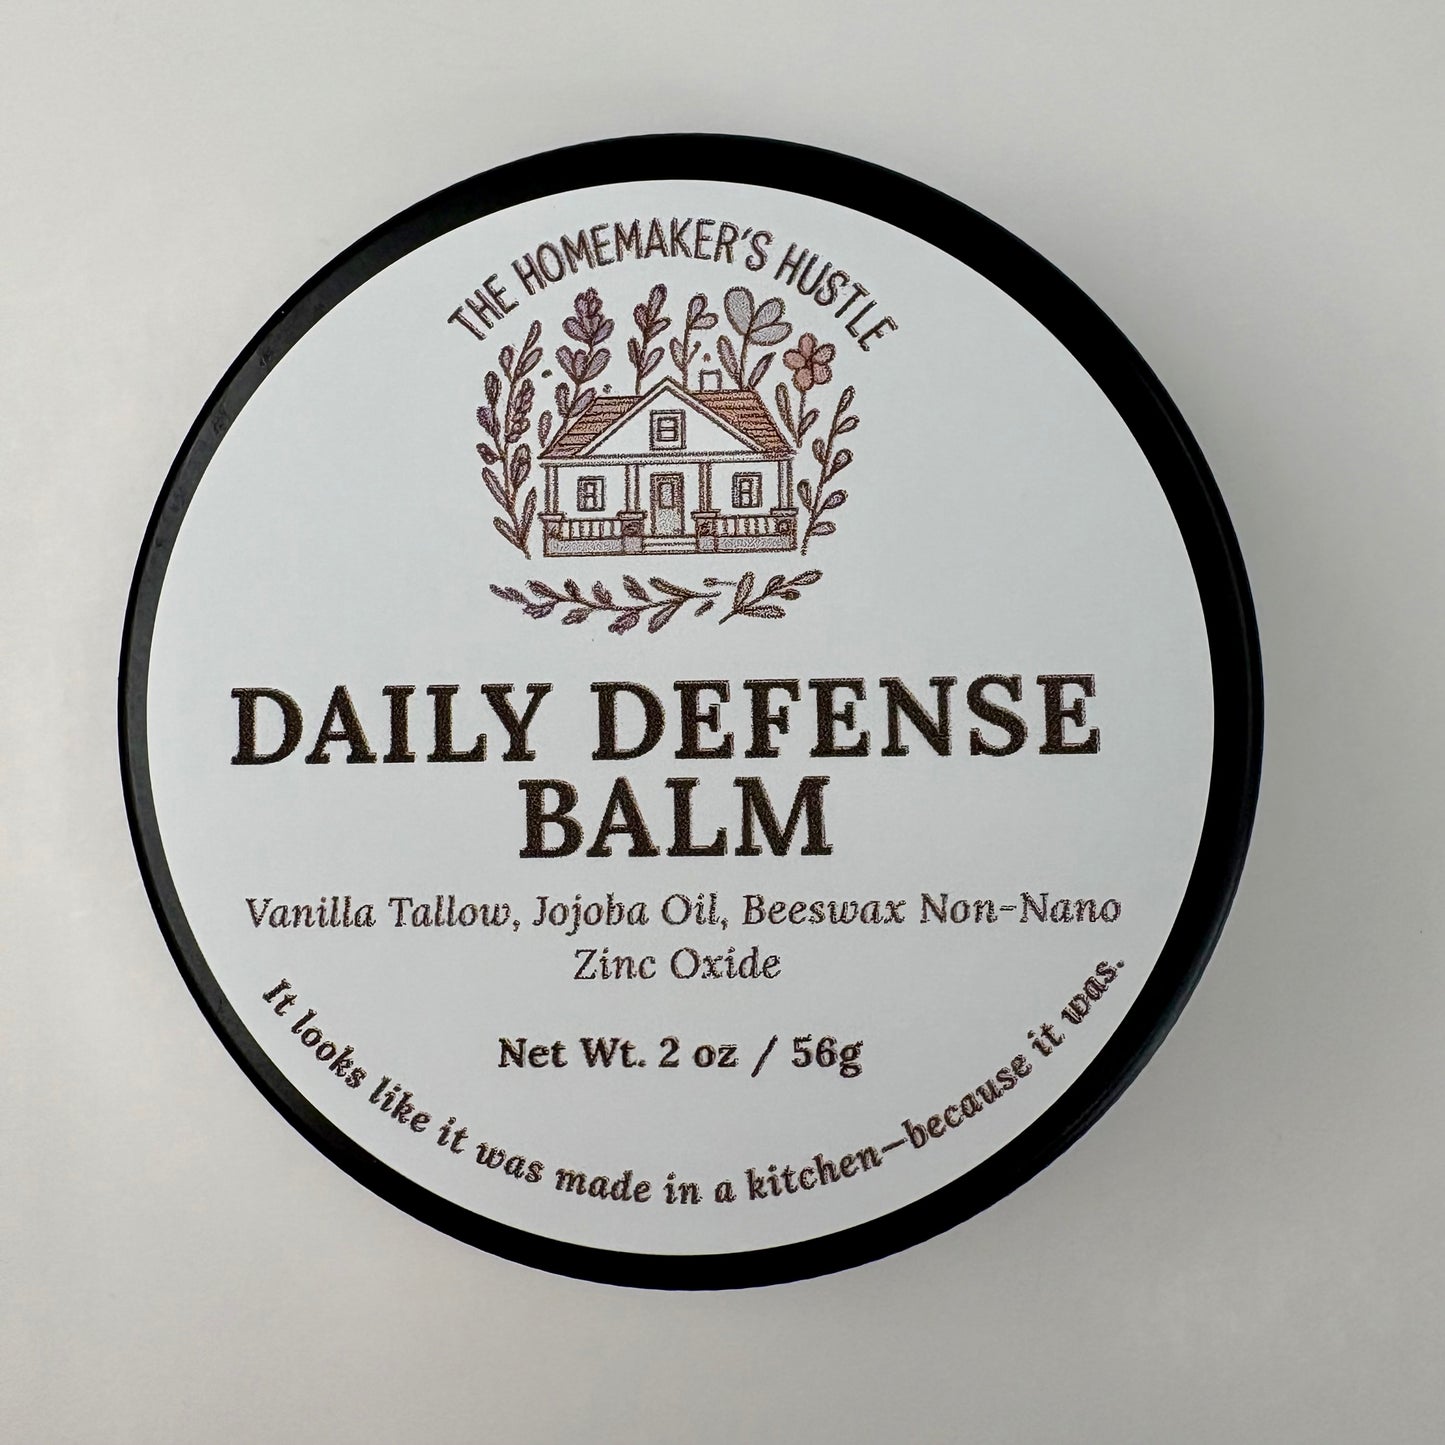 THE HOMEMAKER'S HUSTLE
DAILY DEFENSE
BALM
Vanilla Tallow, Jojoba Oil, Beeswax Non-Nano
Zinc Oxide
Net Wt. 2 oz / 56g
It looks like it was made in a kitchen—because it was.